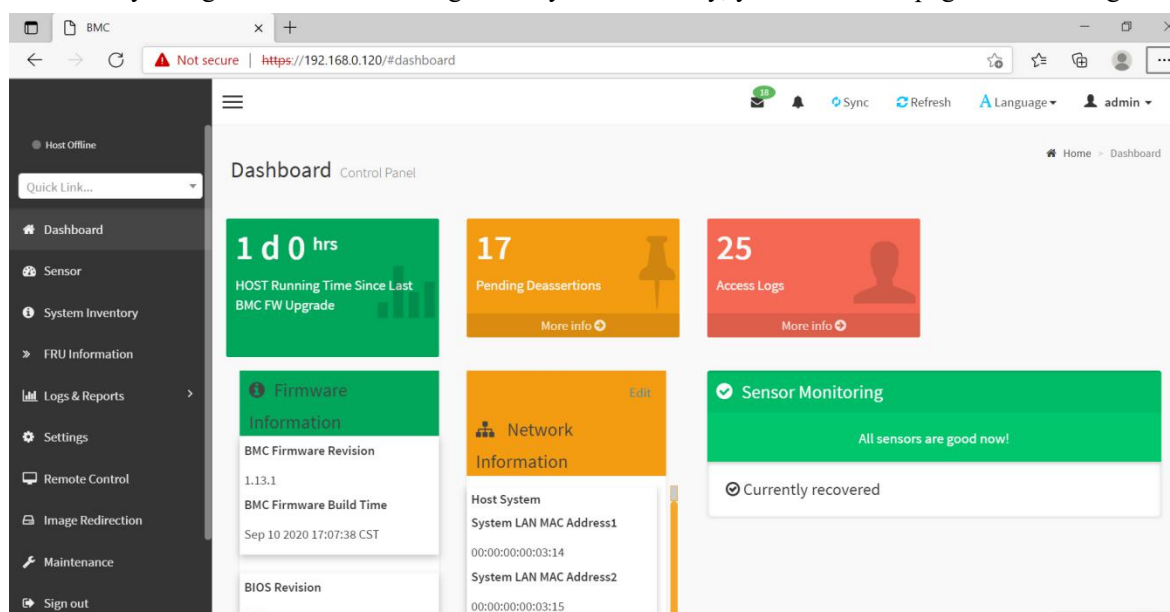 BMC
Not secure | https://192.168.0.120/#dashboard
18
Sync
Refresh
A Language
admin
Host Offline
Quick Link...
Dashboard
Sensor
System Inventory
FRU Information
Logs & Reports
Settings
Remote Control
Image Redirection
Maintenance
Sign out
Dashboard Control Panel
Home > Dashboard
1 d 0 hrs
HOST Running Time Since Last
BMC FW Upgrade
17
Pending Deassertions
More info
25
Access Logs
More info
Firmware
Information
BMC Firmware Revision
1.13.1
BMC Firmware Build Time
Sep 10 2020 17:07:38 CST
BIOS Revision
Edit
Network
Information
Host System
System LAN MAC Address1
00:00:00:00:03:14
System LAN MAC Address2
00:00:00:00:03:15
Sensor Monitoring
All sensors are good now!
Currently recovered